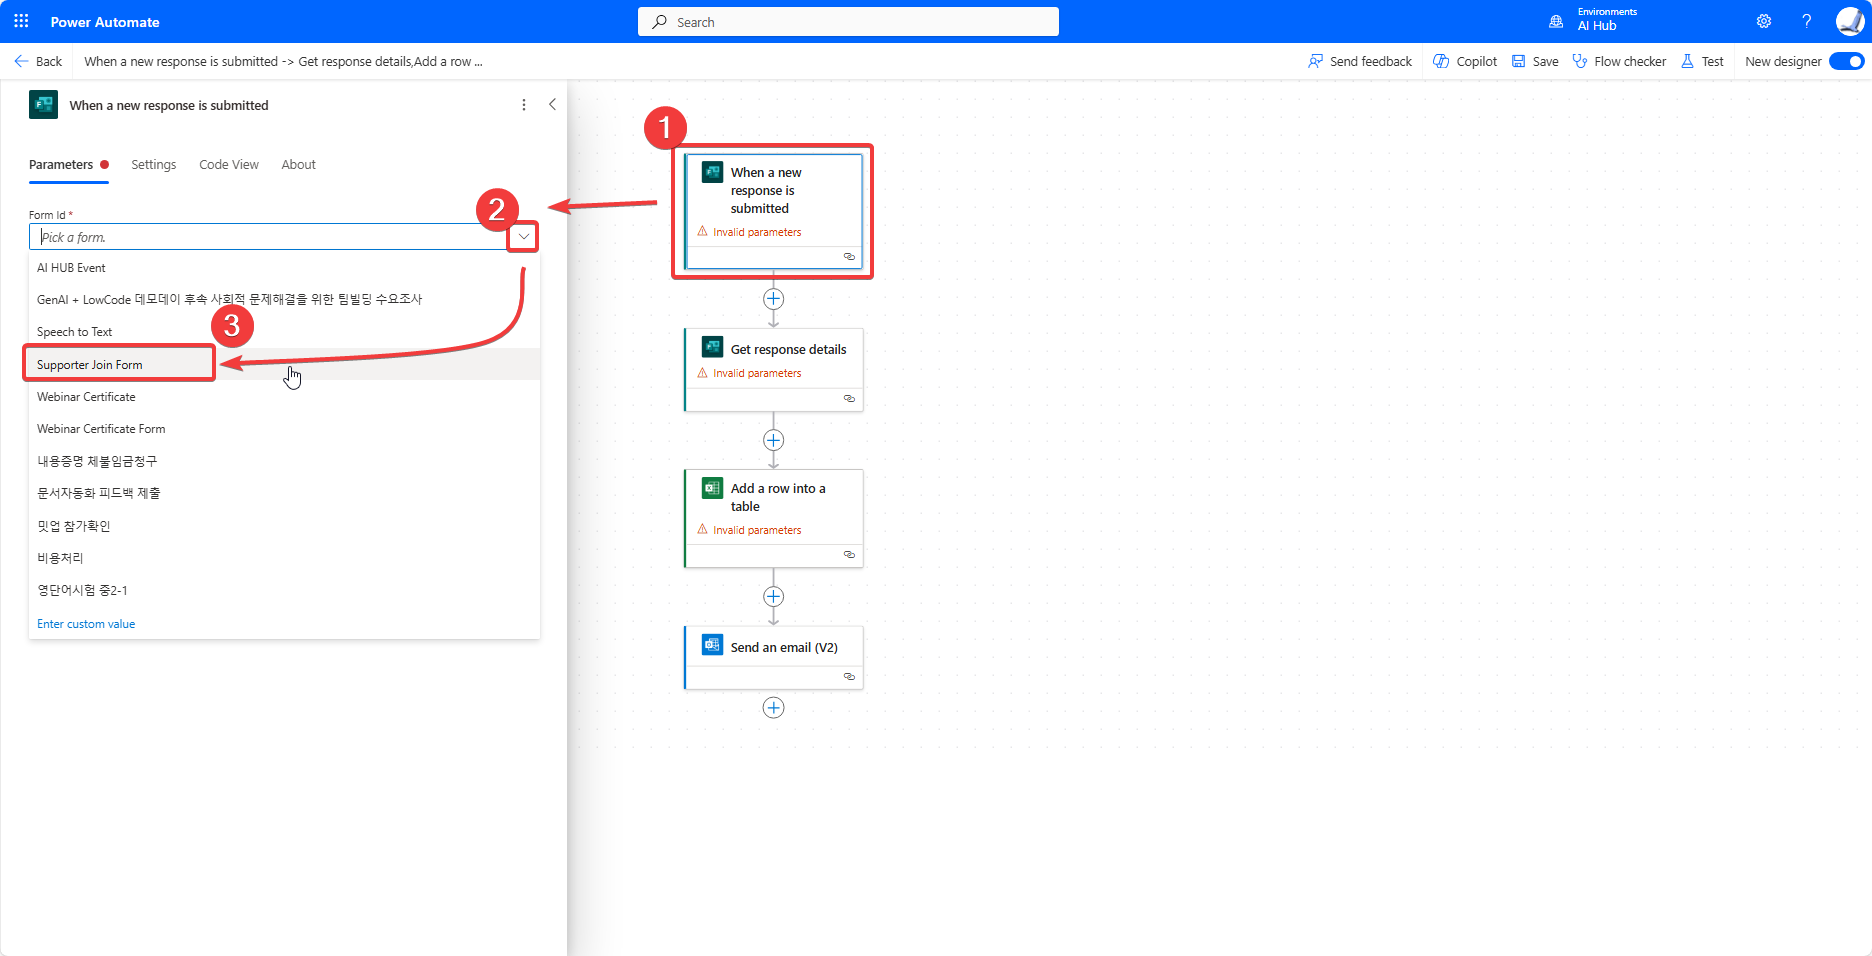 Power Automate
Search
Environments
AI Hub
?
Back
When a new response is submitted -> Get response details,Add a row ...
Send feedback
Copilot
Save
Flow checker
Test
New designer
When a new response is submitted
Parameters
Settings
Code View
About
Form Id *
Pick a form.
AI HUB Event
GenAI + LowCode 데모데이 후속 사회적 문제해결을 위한 팀빌딩 수요조사
Speech to Text
Supporter Join Form
Webinar Certificate
Webinar Certificate Form
내용증명 체불임금청구
문서자동화 피드백 제출
밋업 참가확인
비용처리
영단어시험 중2-1
Enter custom value
1
2
3
When a new
response is
submitted
Invalid parameters
Get response details
Invalid parameters
Add a row into a
table
Invalid parameters
Send an email (V2)